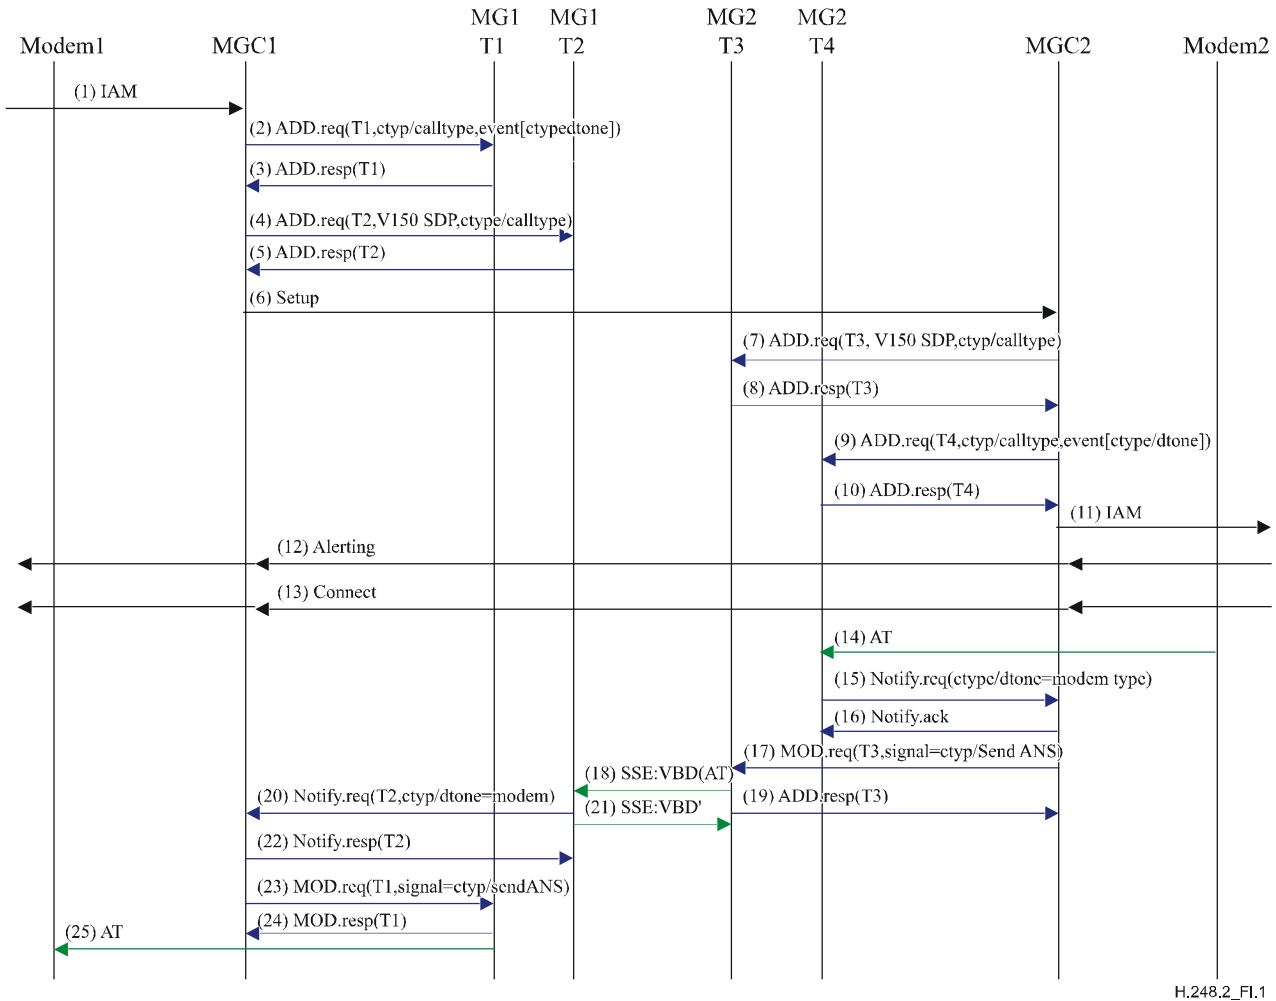 MG1 MG1 MG2 MG2
Modem1 MGC1 T1 T2 T3 T4 MGC2 Modem2
(1) IAM
(2) ADD.req(T1,ctyp/calltype,event[ctypedtone])
(3) ADD.resp(T1)
(4) ADD.req(T2,V150 SDP,ctype/calltype)
(5) ADD.resp(T2)
(6) Setup
(7) ADD.req(T3, V150 SDP,ctyp/calltype)
(8) ADD.resp(T3)
(9) ADD.req(T4,ctyp/calltype,event[ctype/dtone])
(10) ADD.resp(T4)
(11) IAM
(12) Alerting
(13) Connect
(14) AT
(15) Notify.req(ctype/dtone=modem type)
(16) Notify.ack
(17) MOD.req(T3,signal=ctyp/Send ANS)
(18) SSE:VBD(AT)
(20) Notify.req(T2,ctyp/dtone=modem)
(19) ADD.resp(T3)
(21) SSE:VBD'
(22) Notify.resp(T2)
(23) MOD.req(T1,signal=ctyp/sendANS)
(24) MOD.resp(T1)
(25) AT
H.248.2_FI.1